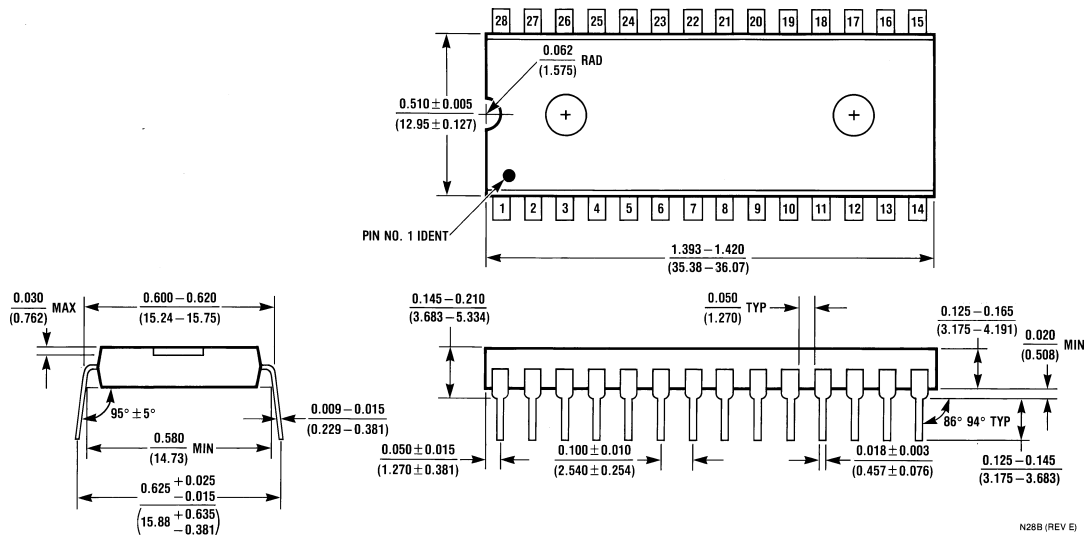 28 27 26 25 24 23 22 21 20 19 18 17 16 15
0.062
(1.575)
RAD
0.510 ± 0.005
(12.95 ± 0.127)
PIN NO. 1 IDENT
1 2 3 4 5 6 7 8 9 10 11 12 13 14
1.393 – 1.420
(35.38 – 36.07)
0.030
(0.762)
MAX
0.600 – 0.620
(15.24 – 15.75)
95° ±5°
0.009 – 0.015
(0.229 – 0.381)
0.580
(14.73)
MIN
0.625 +0.025
–0.015
(15.88 +0.635
–0.381)
0.145 – 0.210
(3.683 – 5.334)
0.050
(1.270)
TYP
0.125 – 0.165
(3.175 – 4.191)
0.020
(0.508)
MIN
86° 94° TYP
0.050 ± 0.015
(1.270 ± 0.381)
0.100 ± 0.010
(2.540 ± 0.254)
0.018 ± 0.003
(0.457 ± 0.076)
0.125 – 0.145
(3.175 – 3.683)
N28B (REV E)